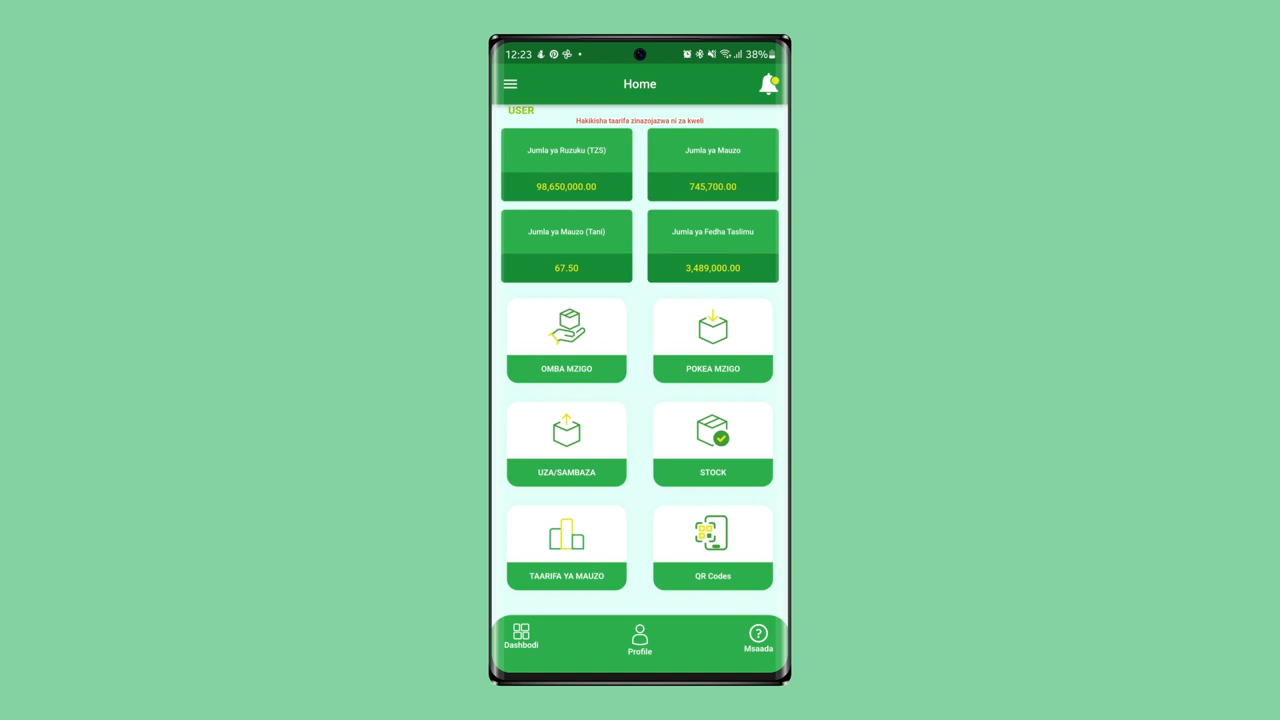 12:23
38%
Home
USER
Hakikisha taarifa zinazojazwa ni za kweli
Jumla ya Ruzuku (TZS)
98,650,000.00
Jumla ya Mauzo
745,700.00
Jumla ya Mauzo (Tani)
67.50
Jumla ya Fedha Taslimu
3,489,000.00
OMBA MZIGO
POKEA MZIGO
UZA/SAMBAZA
STOCK
TAARIFA YA MAUZO
QR Codes
Dashbodi
Profile
Msaada